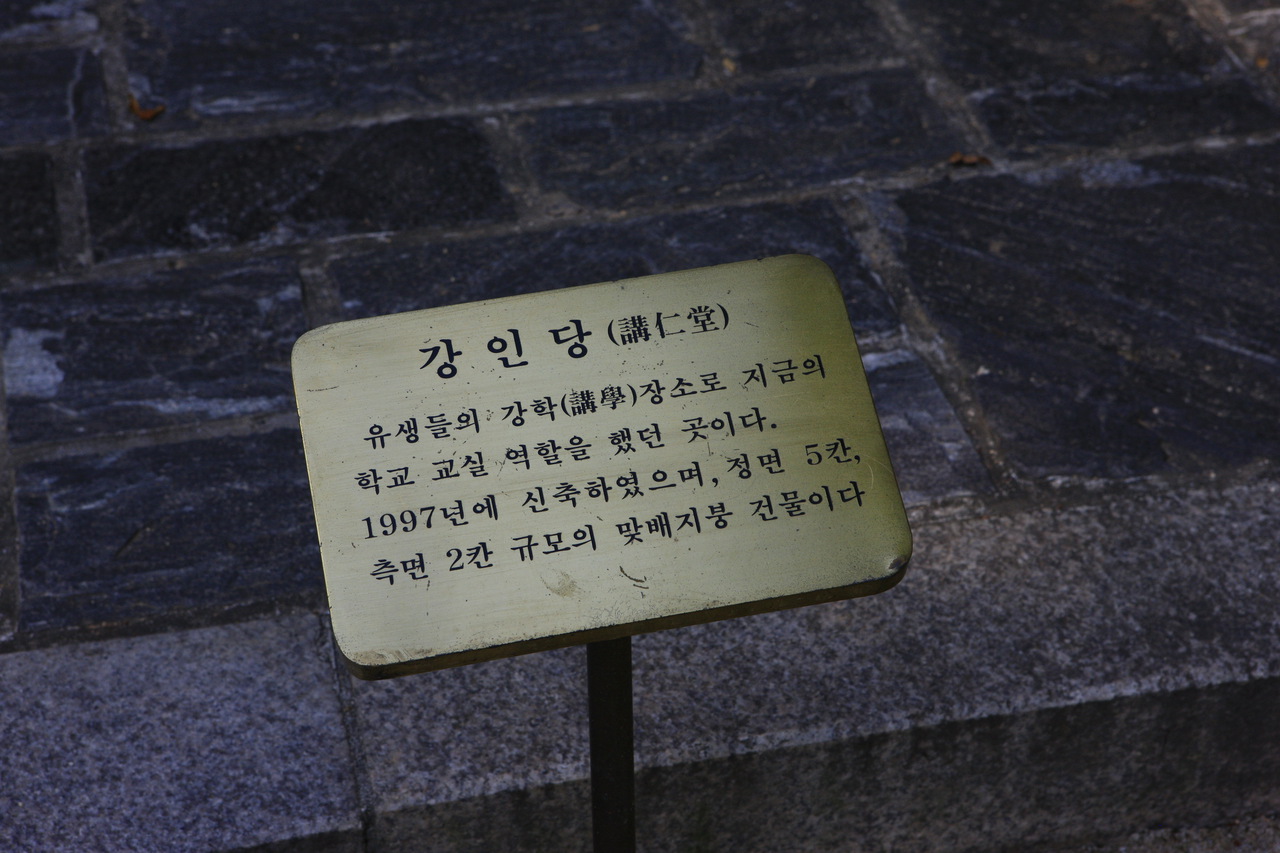 강인당(講仁堂)
유생들의 강학(講學)장소로 지금의
학교 교실 역할을 했던 곳이다.
1997년에 신축하였으며, 정면 5칸,
측면 2칸 규모의 맞배지붕 건물이다